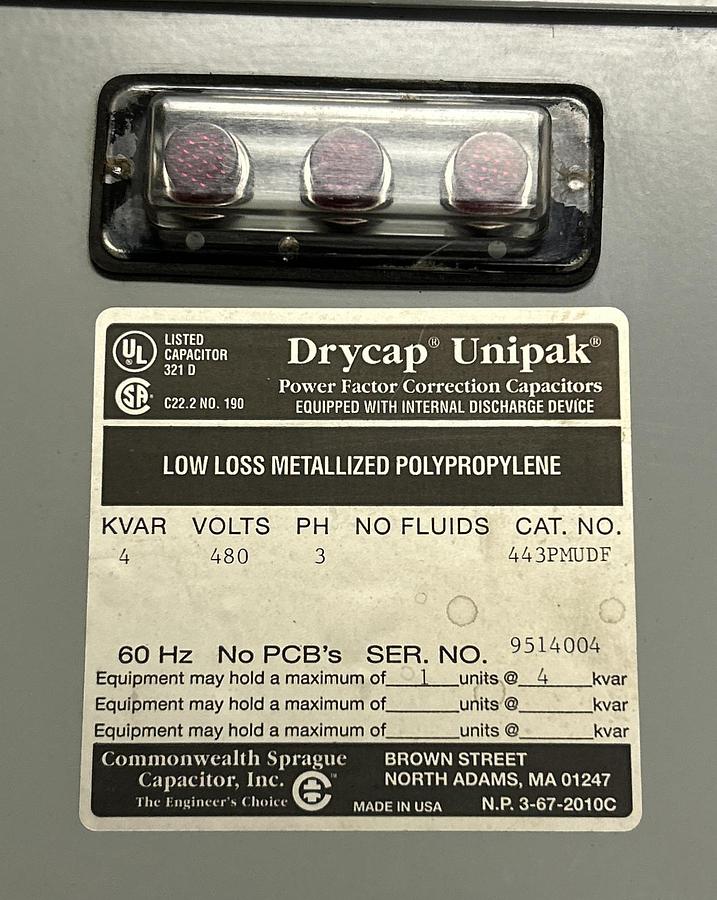 UL LISTED
CAPACITOR
321 D
Drycap® Unipak®
Power Factor Correction Capacitors
SA C22.2 NO. 190
EQUIPPED WITH INTERNAL DISCHARGE DEVICE
LOW LOSS METALLIZED POLYPROPYLENE
KVAR VOLTS PH NO FLUIDS CAT. NO.
4 480 3 443PMUDF
60 Hz No PCB's SER. NO. 9514004
Equipment may hold a maximum of 1 units @ 4 kvar
Equipment may hold a maximum of units @ kvar
Equipment may hold a maximum of units @ kvar
Commonwealth Sprague
Capacitor, Inc.
The Engineer's Choice
™
BROWN STREET
NORTH ADAMS, MA 01247
MADE IN USA N.P. 3-67-2010C